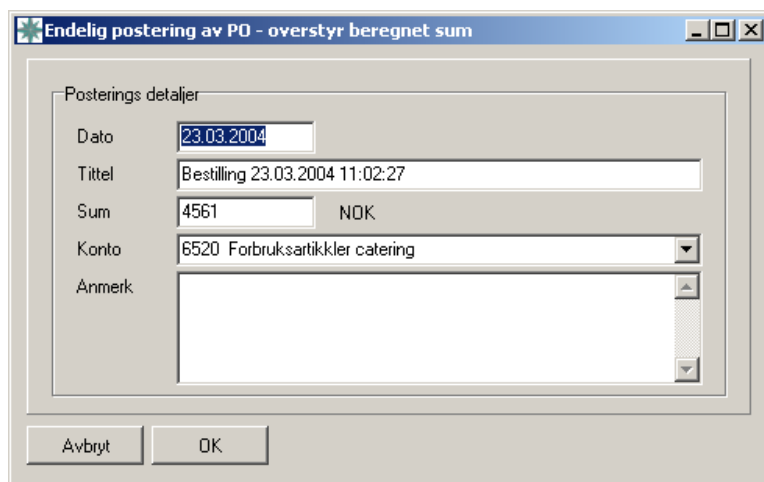 Endelig postering av PO - overstyr beregnet sum
Posterings detaljer
Dato 23.03.2004
Tittel Bestilling 23.03.2004 11:02:27
Sum 4561 NOK
Konto 6520 Forbruksartikkler catering
Anmerk
Avbryt OK